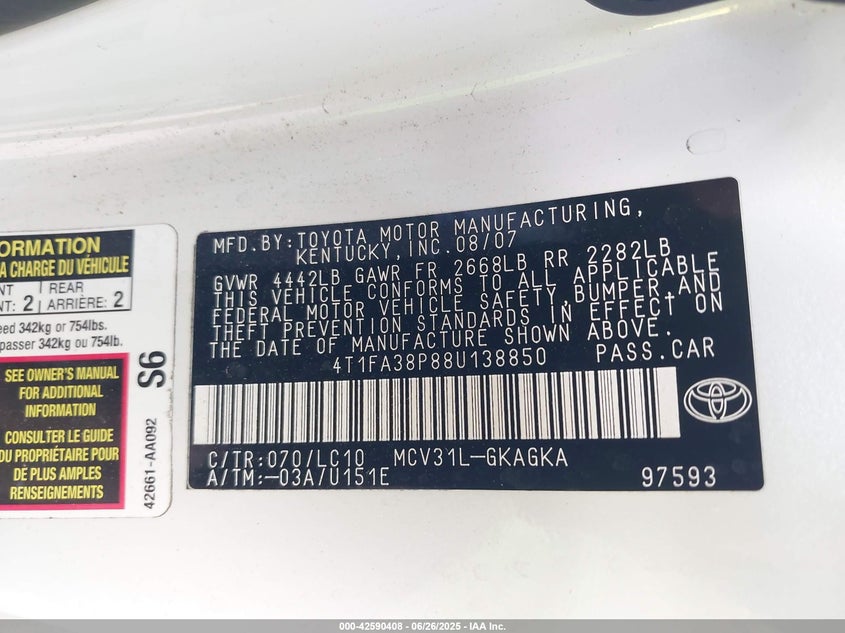 ORMATION
A CHARGE DU VÉHICULE
NT
2
REAR
NT: 2
ARRIÈRE: 2
eed 342kg or 754lbs.
passer 342kg ou 754lb.
SEE OWNER'S MANUAL
FOR ADDITIONAL
INFORMATION
CONSULTER LE GUIDE
DU PROPRIÉTAIRE POUR
DE PLUS AMPLES
RENSEIGNEMENTS
S6
42661-AA092
MFD.BY:TOYOTA MOTOR MANUFACTURING,
KENTUCKY,INC.08/07
GVWR 4442LB GAWR FR 2668LB RR 2282LB
THIS VEHICLE CONFORMS TO ALL APPLICABLE
FEDERAL MOTOR VEHICLE SAFETY,BUMPER,AND
THEFT PREVENTION STANDARDS IN EFFECT ON
THE DATE OF MANUFACTURE SHOWN ABOVE.
4T1FA38P88U138850 PASS.CAR
C/TR:070/LC10 MCV31L-GKAGKA
A/TM:-03A/U151E 97593
000-42590408 - 06/26/2025 - IAA Inc.